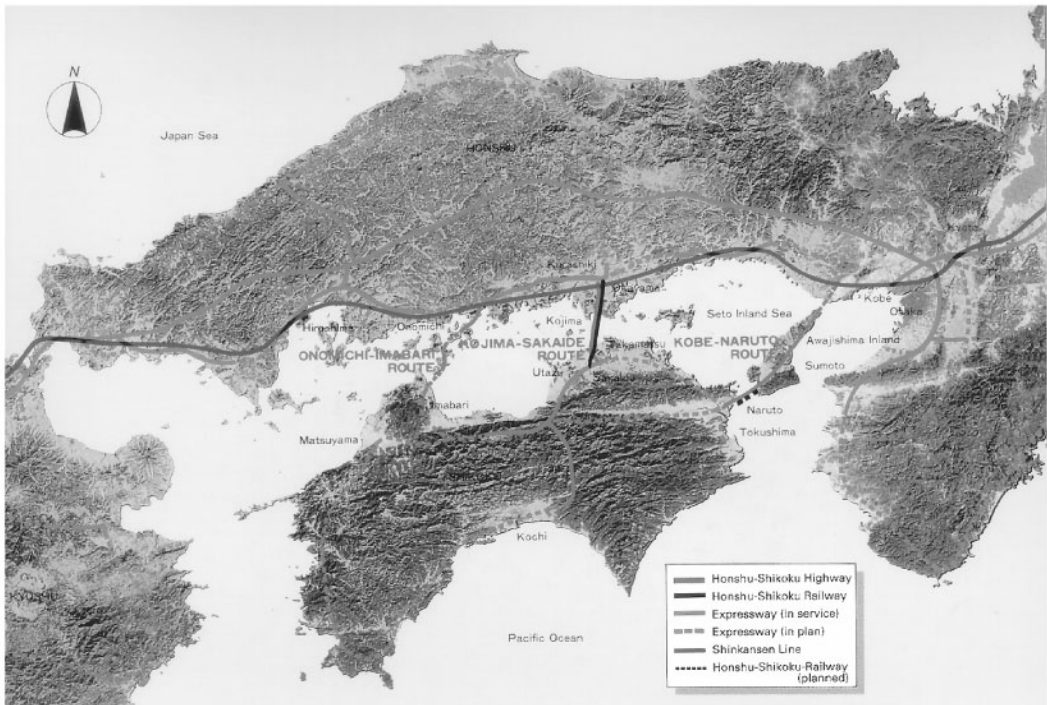 N
Japan Sea
HONSHU
Kyoto
Kurashiki
Okayama
Kobe
Hiroshima
Onomichi
Kojima
Seto Inland Sea
Osaka
ONOMICHI-IMABARI
ROUTE
KOJIMA-SAKAIDE
ROUTE
Takamatsu
KOBE-NARUTO
ROUTE
Awajishima Inland
Utazu
Sumoto
Imabari
Naruto
Matsuyama
Tokushima
Kochi
KYUSHU
Pacific Ocean
Honshu-Shikoku Highway
Honshu-Shikoku Railway
Expressway (in service)
Expressway (in plan)
Shinkansen Line
Honshu-Shikoku-Railway
(planned)